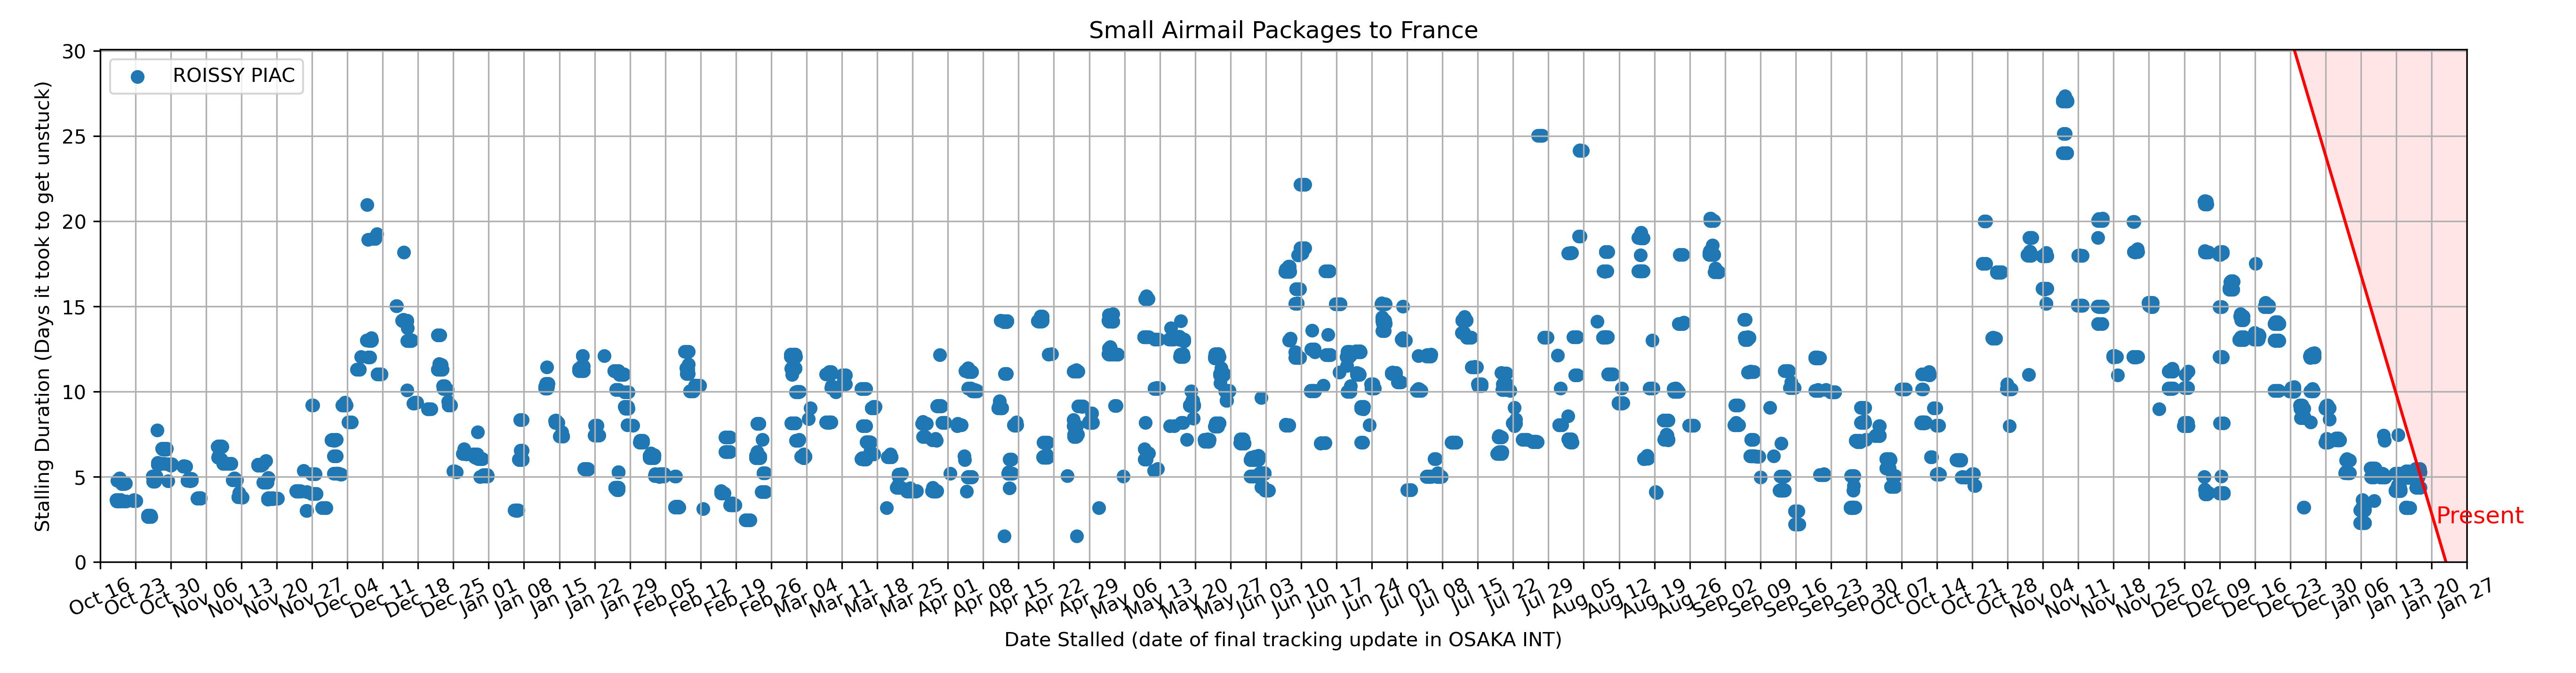 Small Airmail Packages to France
30
25
20
15
10
5
0
Stalling Duration (Days it took to get unstuck)
ROISSY PIAC
Present
Oct 16
Oct 23
Oct 30
Nov 06
Nov 13
Nov 20
Nov 27
Dec 04
Dec 11
Dec 18
Dec 25
Jan 01
Jan 08
Jan 15
Jan 22
Jan 29
Feb 05
Feb 12
Feb 19
Feb 26
Mar 04
Mar 11
Mar 18
Mar 25
Apr 01
Apr 08
Apr 15
Apr 22
Apr 29
May 06
May 13
May 20
May 27
Jun 03
Jun 10
Jun 17
Jun 24
Jul 01
Jul 08
Jul 15
Jul 22
Jul 29
Aug 05
Aug 12
Aug 19
Aug 26
Sep 02
Sep 09
Sep 16
Sep 23
Sep 30
Oct 07
Oct 14
Oct 21
Oct 28
Nov 04
Nov 11
Nov 18
Nov 25
Dec 02
Dec 09
Dec 16
Dec 23
Dec 30
Jan 06
Jan 13
Jan 20
Jan 27
Date Stalled (date of final tracking update in OSAKA INT)